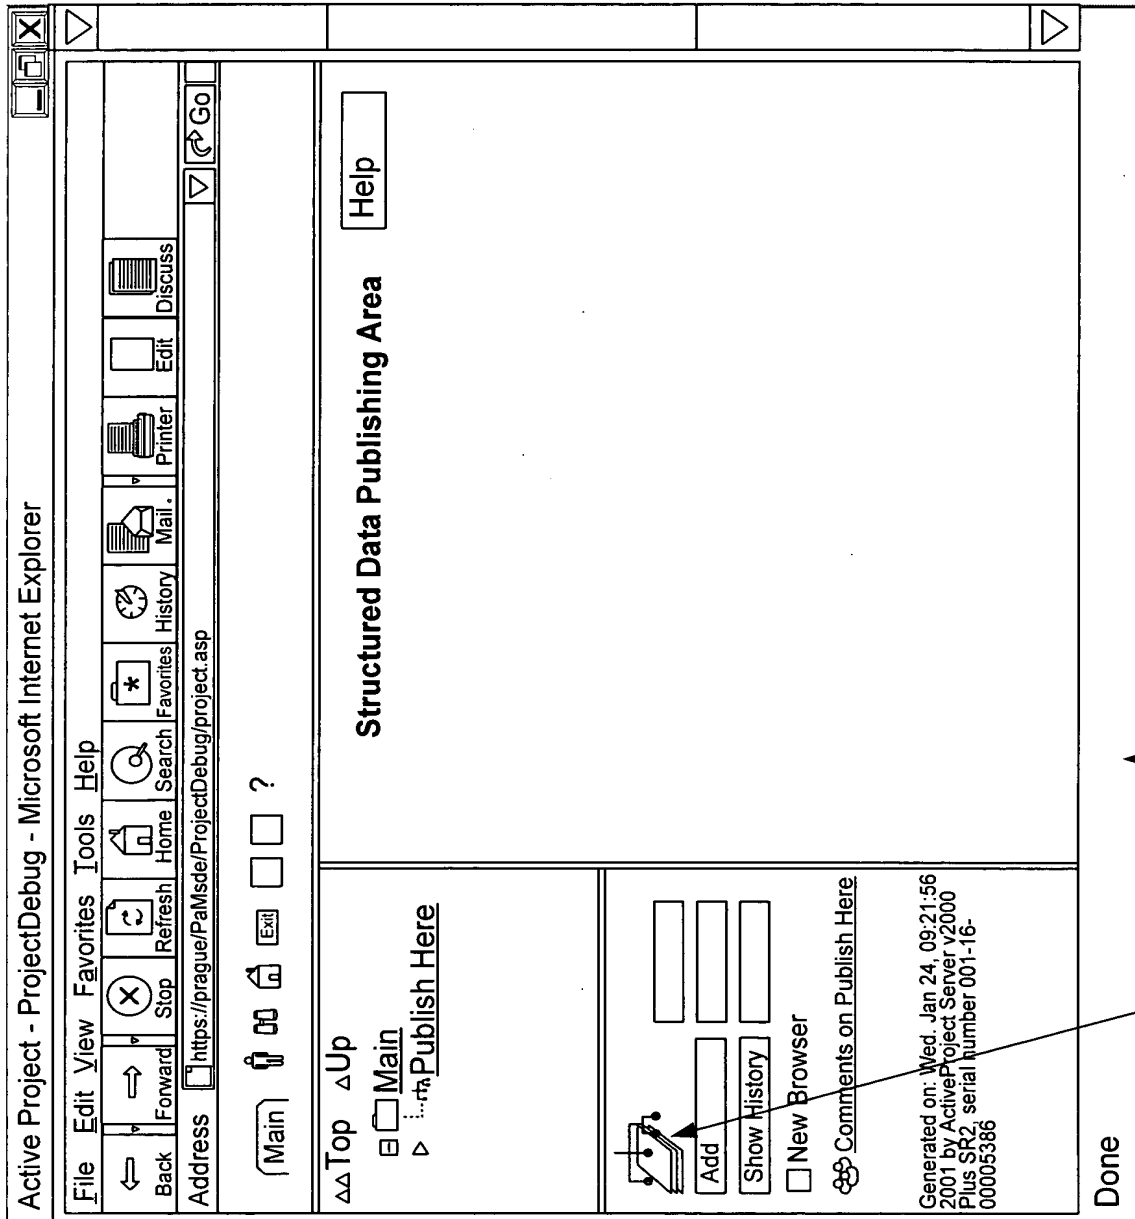 Active Project - ProjectDebug - Microsoft Internet Explorer
File Edit View Favorites Tools Help
Back Forward Stop Refresh Home Search Favorites History Mail Printer Edit Discuss
Address https://prague/PaMsde/ProjectDebug/project.asp Go
Main Exit ?
Top Up
Main
Publish Here
Structured Data Publishing Area Help
Add
Show History
New Browser
Comments on Publish Here
Generated on: Wed. Jan 24, 09:21:56
2001 by ActiveProject Server v2000
Plus SR2, serial number 001-16-
00005386
Done